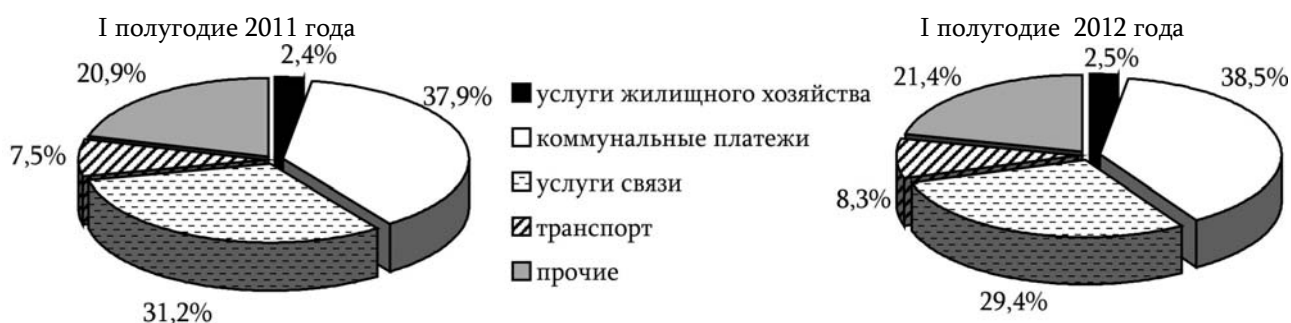 I полугодие 2011 года
2,4%
20,9%
37,9%
7,5%
31,2%
услуги жилищного хозяйства
коммунальные платежи
услуги связи
транспорт
прочие
I полугодие 2012 года
2,5%
21,4%
38,5%
8,3%
29,4%